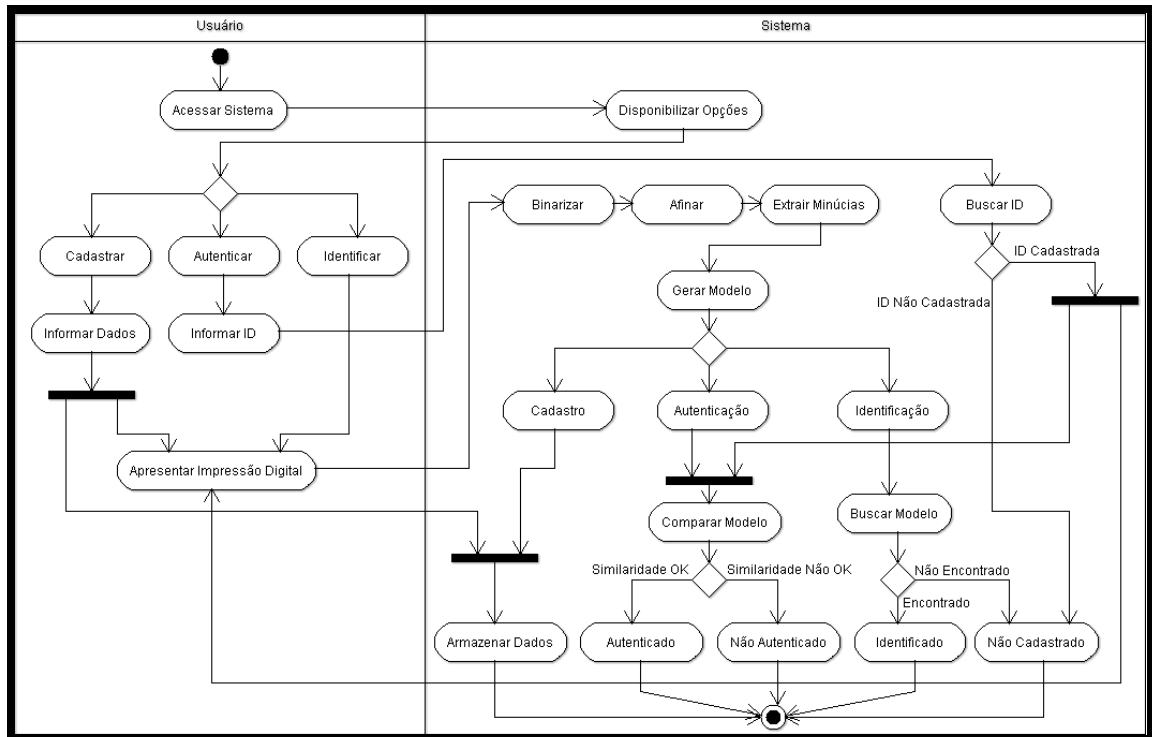 Usuário
Sistema
Acessar Sistema
Disponibilizar Opções
Binarizar
Afinar
Extrair Minúcias
Buscar ID
Cadastrar
Autenticar
Identificar
ID Cadastrada
Gerar Modelo
ID Não Cadastrada
Informar Dados
Informar ID
Cadastro
Autenticação
Identificação
Apresentar Impressão Digital
Comparar Modelo
Buscar Modelo
Similaridade OK
Similaridade Não OK
Não Encontrado
Encontrado
Armazenar Dados
Autenticado
Não Autenticado
Identificado
Não Cadastrado